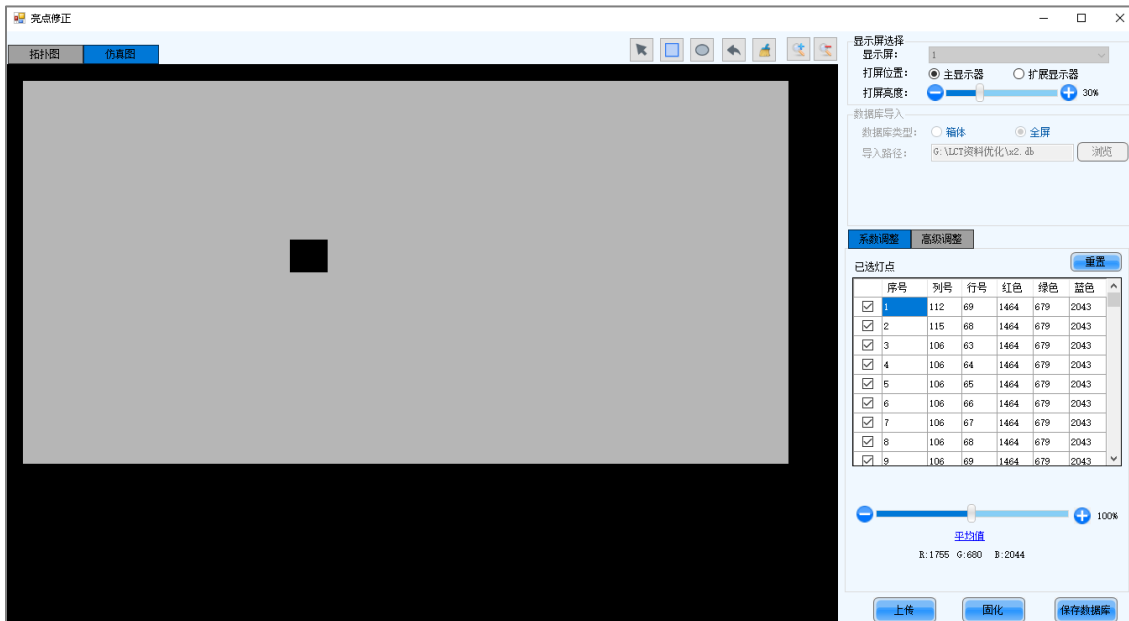 亮点修正
拓扑图 仿真图
显示屏选择
显示屏: 1
打屏位置: 主显示器 扩展显示器
打屏亮度: 30%
数据库导入
数据库类型: 箱体 全屏
导入路径: G:\LCT资料优化\x2.db 浏览
系数调整 高级调整
已选灯点 重置
序号 列号 行号 红色 绿色 蓝色
1 112 69 1464 679 2043
2 115 68 1464 679 2043
3 106 63 1464 679 2043
4 106 64 1464 679 2043
5 106 65 1464 679 2043
6 106 66 1464 679 2043
7 106 67 1464 679 2043
8 106 68 1464 679 2043
9 106 69 1464 679 2043
100%
平均值
R:1755 G:680 B:2044
上传 固化 保存数据库